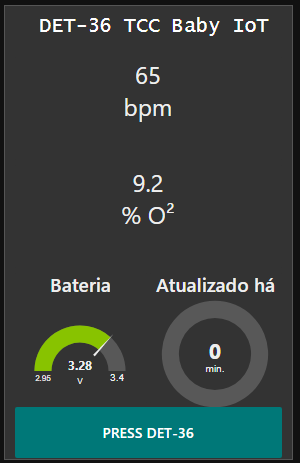 DET-36 TCC Baby IoT
65
bpm
9.2
% O²
Bateria
Atualizado há
3.28
V
2.95
3.4
0
min.
PRESS DET-36